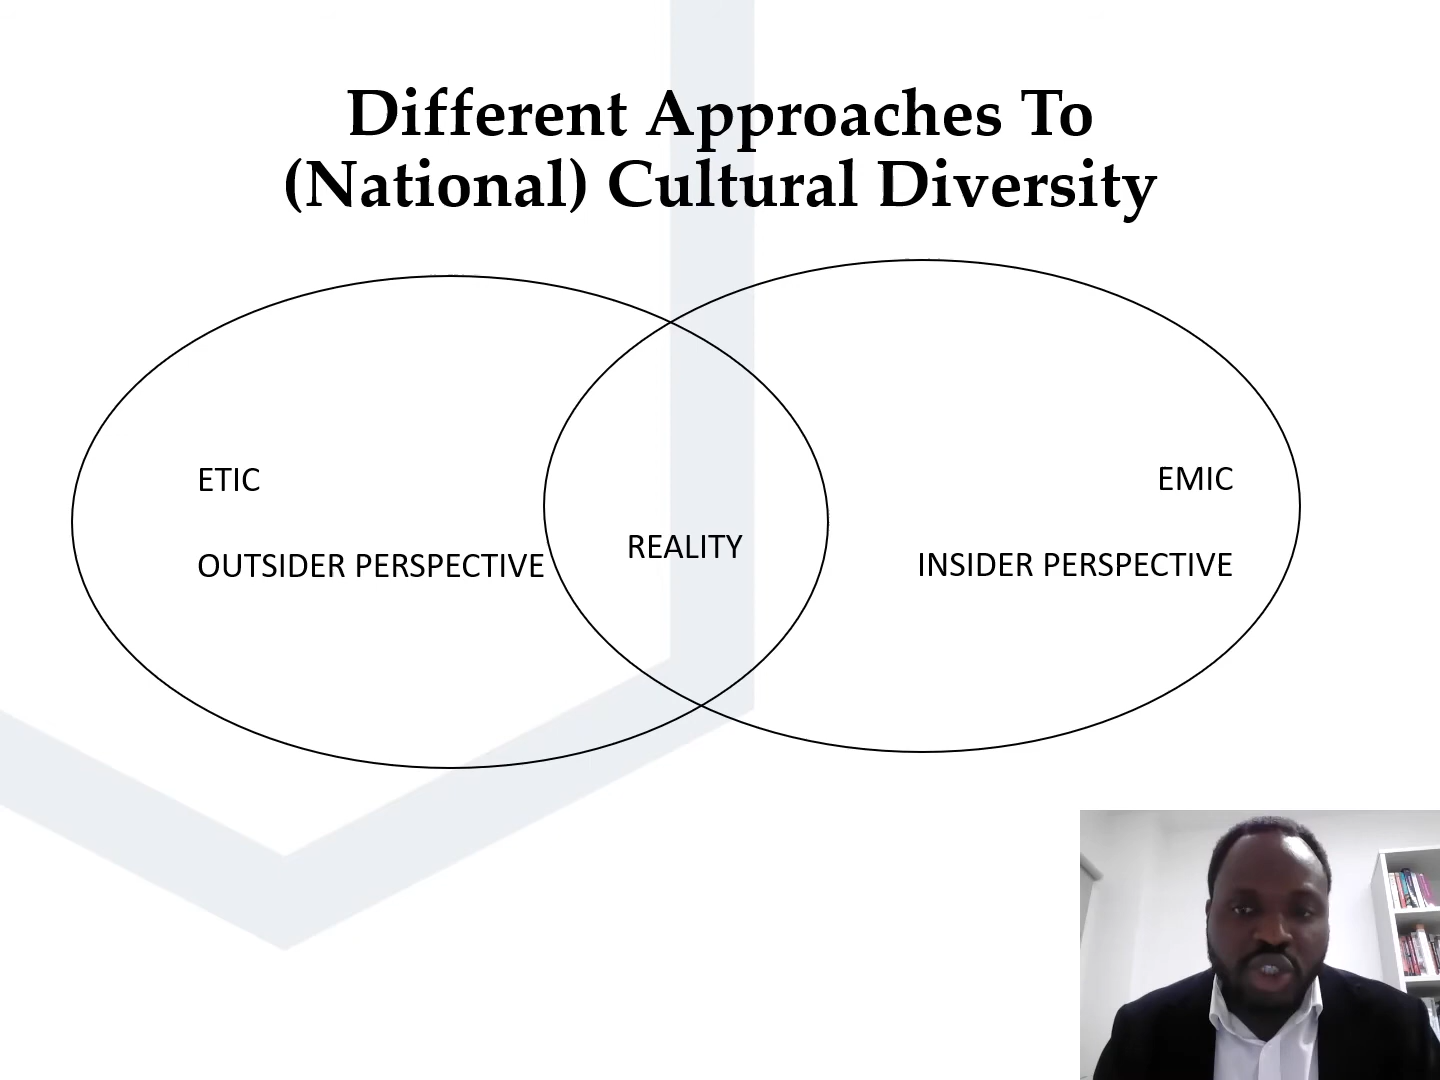 Different Approaches To
(National) Cultural Diversity
ETIC
OUTSIDER PERSPECTIVE
REALITY
EMIC
INSIDER PERSPECTIVE